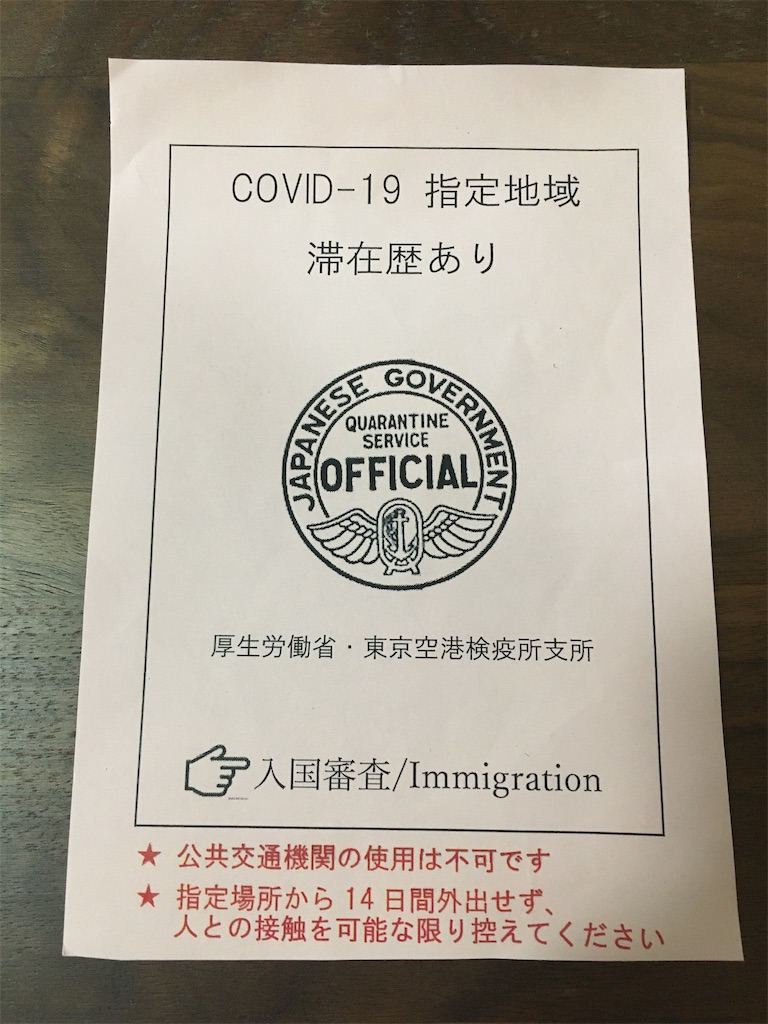 COVID-19 指定地域
滞在歴あり
JAPANESE GOVERNMENT
QUARANTINE
SERVICE
OFFICIAL
厚生労働省・東京空港検疫所支所
入国審査/Immigration
★ 公共交通機関の使用は不可です
★ 指定場所から14日間外出せず、
人との接触を可能な限り控えてください